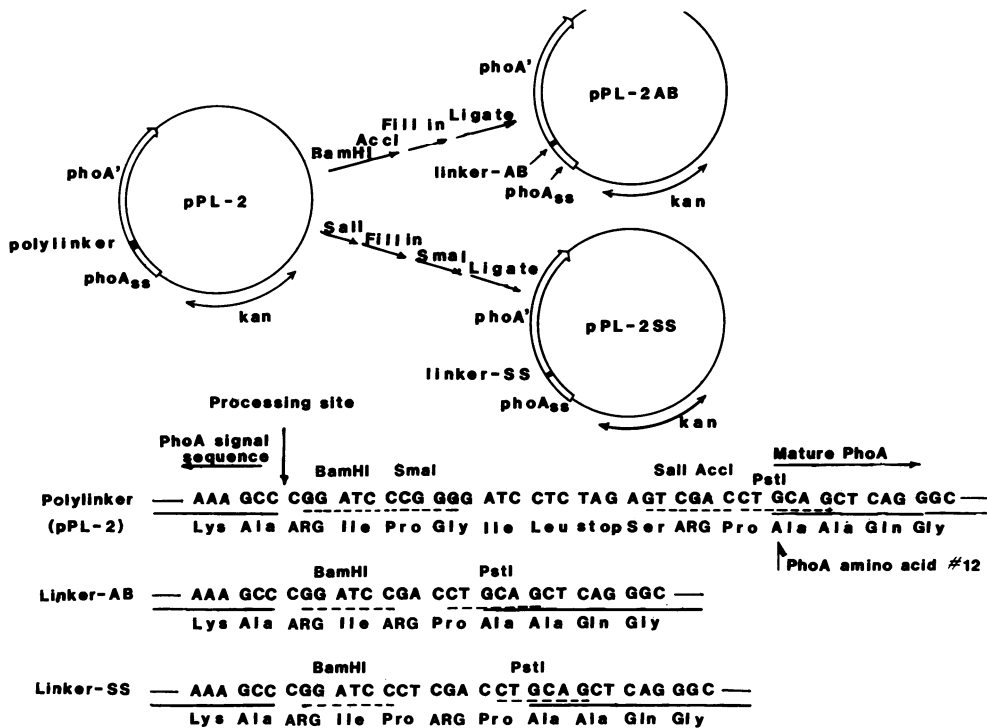 phoA'
pPL-2AB
Fill in
Ligate
AccI
BamHI
linker-AB
phoAss
kan
phoA'
pPL-2
polylinker
phoAss
kan
SalI
Fill in
SmaI
Ligate
phoA'
pPL-2SS
linker-SS
phoAss
kan
Processing site
PhoA signal
sequence
Mature PhoA
BamHI SmaI SalI AccI PstI
Polylinker — AAA GCC CGG ATC CCG GGG ATC CTC TAG AGT CGA CCT GCA GCT CAG GGC —
(pPL-2) Lys Ala ARG Ile Pro Gly Ile Leu stop Ser ARG Pro Ala Ala Gln Gly
PhoA amino acid #12
BamHI PstI
Linker-AB — AAA GCC CGG ATC CGA CCT GCA GCT CAG GGC —
Lys Ala ARG Ile ARG Pro Ala Ala Gln Gly
BamHI PstI
Linker-SS — AAA GCC CGG ATC CCT CGA CCT GCAGCT CAG GGC —
Lys Ala ARG Ile Pro ARG Pro Ala Ala Gln Gly